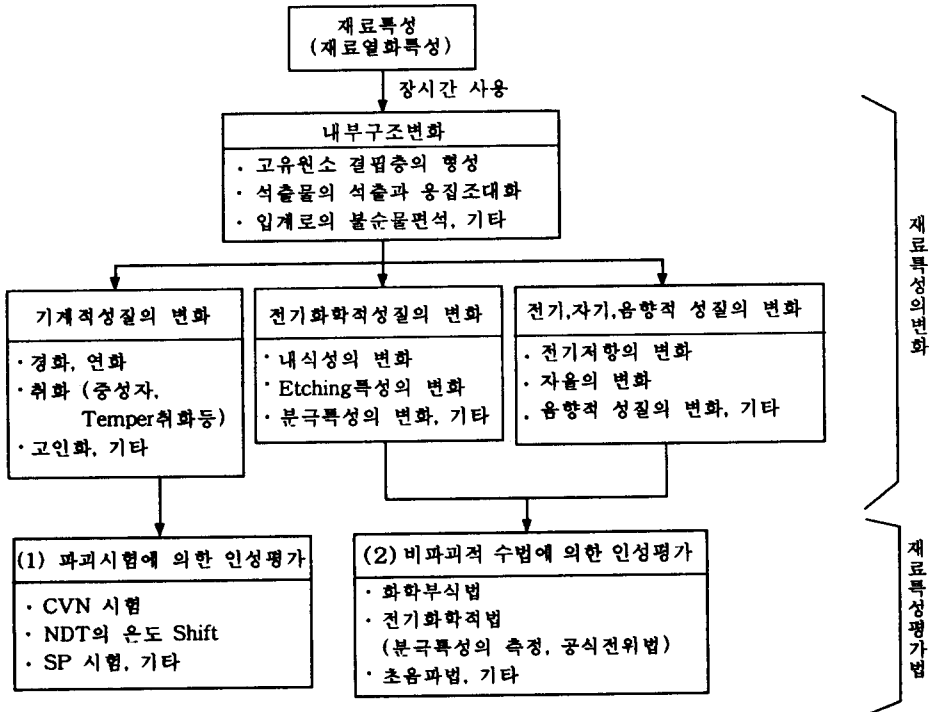 재료특성
(재료열화특성)
장시간 사용
내부구조변화
· 고유원소 결핍층의 형성
· 석출물의 석출과 응집조대화
· 입계로의 불순물편석, 기타
기계적성질의 변화
· 경화, 연화
· 취화 (중성자,
Temper취화등)
· 고인화, 기타
전기화학적성질의 변화
· 내식성의 변화
· Etching특성의 변화
· 분극특성의 변화, 기타
전기,자기,음향적 성질의 변화
· 전기저항의 변화
· 자율의 변화
· 음향적 성질의 변화, 기타
재료특성의변화
(1) 파괴시험에 의한 인성평가
· CVN 시험
· NDT의 온도 Shift
· SP 시험, 기타
(2) 비파괴적 수법에 의한 인성평가
· 화학부식법
· 전기화학적법
(분극특성의 측정, 공식전위법)
· 초음파법, 기타
재료특성평가법